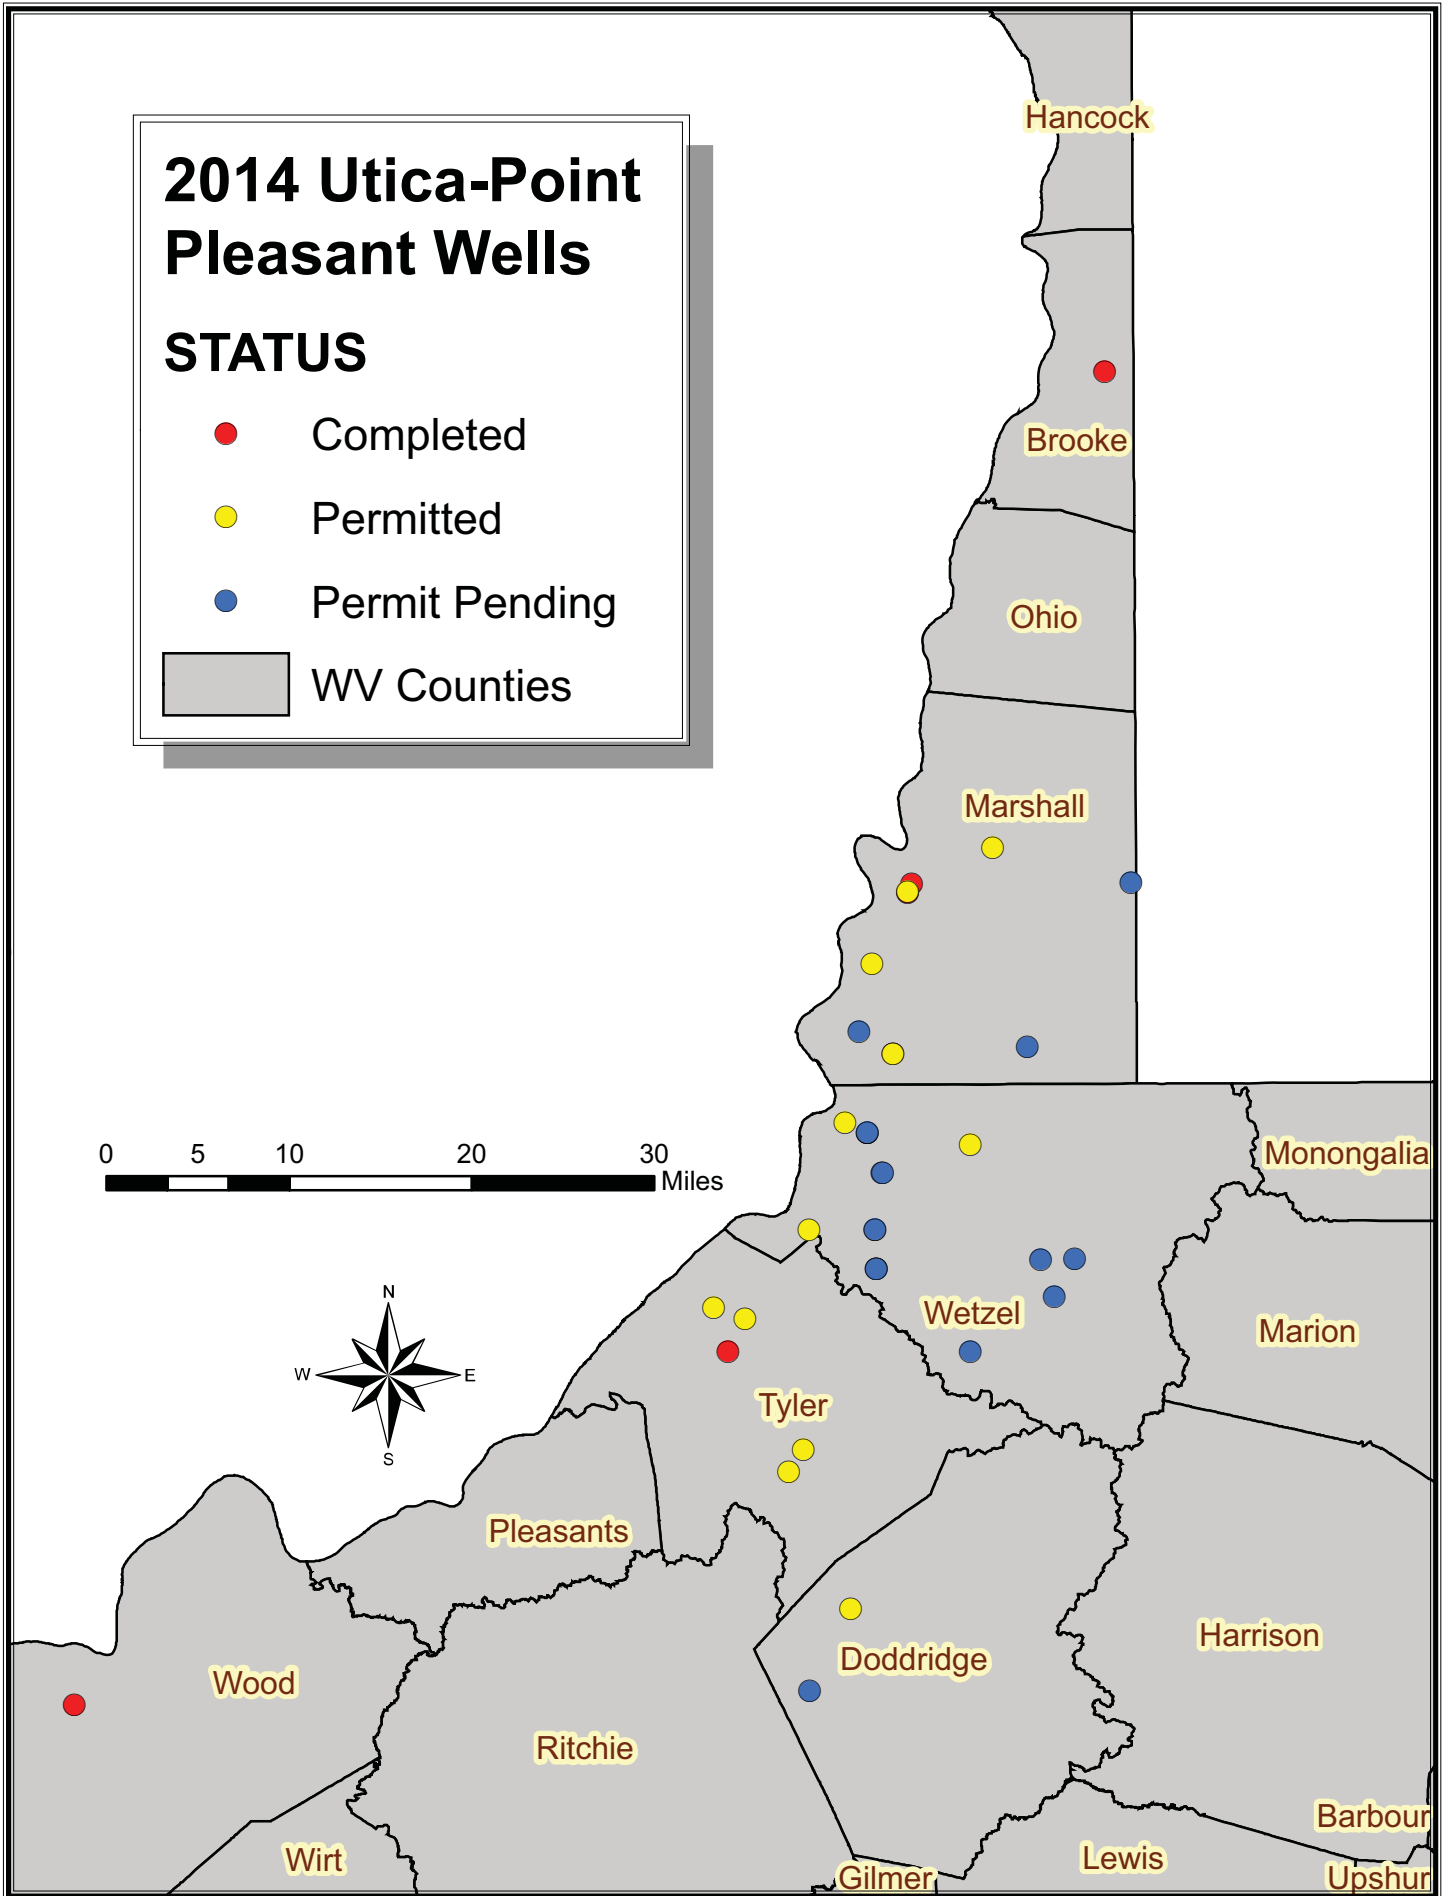 2014 Utica-Point
Pleasant Wells
STATUS
Completed
Permitted
Permit Pending
WV Counties
Hancock
Brooke
Ohio
Marshall
0 5 10 20 30
Miles
Monongalia
N
W E
S
Wetzel
Marion
Tyler
Pleasants
Wood
Doddridge
Harrison
Ritchie
Barbour
Wirt
Gilmer
Lewis
Upshur